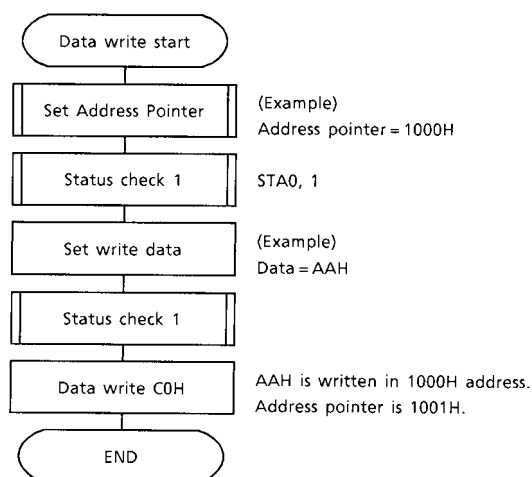 Data write start
Set Address Pointer
(Example)
Address pointer = 1000H
Status check 1
STA0, 1
Set write data
(Example)
Data = AAH
Status check 1
Data write C0H
AAH is written in 1000H address.
Address pointer is 1001H.
END